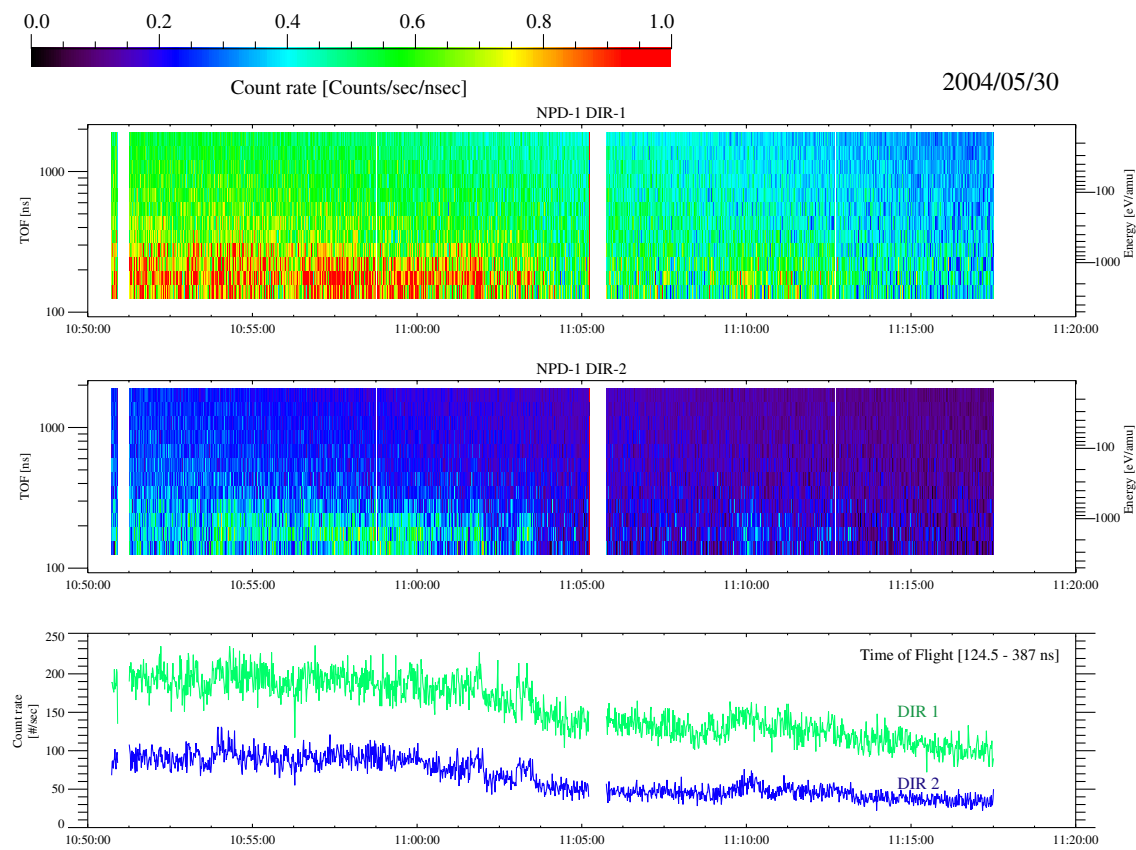 0.0 0.2 0.4 0.6 0.8 1.0
Count rate [Counts/sec/nsec]
2004/05/30
NPD-1 DIR-1
1000
100
TOF [ns]
100
1000
Energy [eV/amu]
10:50:00 10:55:00 11:00:00 11:05:00 11:10:00 11:15:00 11:20:00
NPD-1 DIR-2
1000
100
TOF [ns]
100
1000
Energy [eV/amu]
10:50:00 10:55:00 11:00:00 11:05:00 11:10:00 11:15:00 11:20:00
250
200
150
100
50
0
Count rate
[#/sec]
Time of Flight [124.5 - 387 ns]
DIR 1
DIR 2
10:50:00 10:55:00 11:00:00 11:05:00 11:10:00 11:15:00 11:20:00